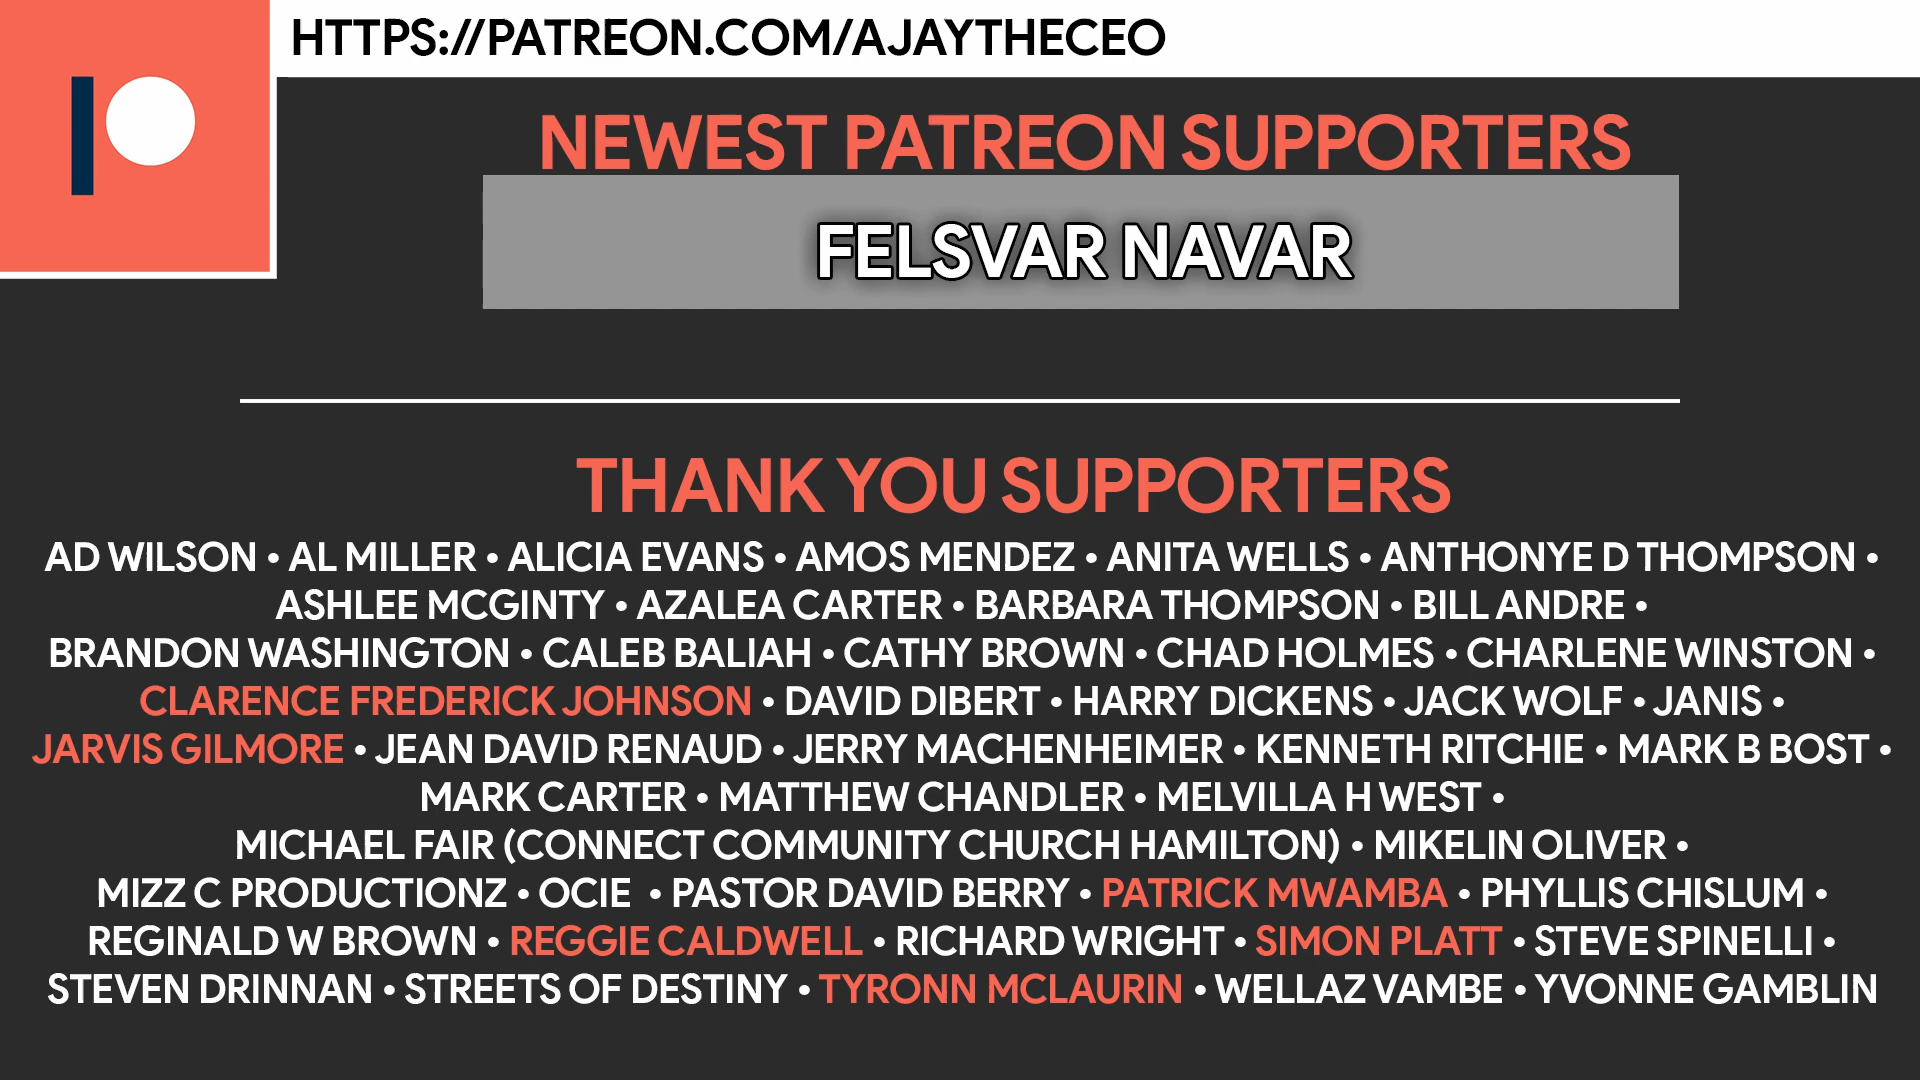 HTTPS://PATREON.COM/AJAYTHECEO
NEWEST PATREON SUPPORTERS
FELSVAR NAVAR
THANK YOU SUPPORTERS
AD WILSON • AL MILLER • ALICIA EVANS • AMOS MENDEZ • ANITA WELLS • ANTHONYE D THOMPSON •
ASHLEE MCGINTY • AZALEA CARTER • BARBARA THOMPSON • BILL ANDRE •
BRANDON WASHINGTON • CALEB BALIAH • CATHY BROWN • CHAD HOLMES • CHARLENE WINSTON •
CLARENCE FREDERICK JOHNSON • DAVID DIBERT • HARRY DICKENS • JACK WOLF • JANIS •
JARVIS GILMORE • JEAN DAVID RENAUD • JERRY MACHENHEIMER • KENNETH RITCHIE • MARK B BOST •
MARK CARTER • MATTHEW CHANDLER • MELVILLA H WEST •
MICHAEL FAIR (CONNECT COMMUNITY CHURCH HAMILTON) • MIKELIN OLIVER •
MIZZ C PRODUCTIONZ • OCIE • PASTOR DAVID BERRY • PATRICK MWAMBA • PHYLLIS CHISLUM •
REGINALD W BROWN • REGGIE CALDWELL • RICHARD WRIGHT • SIMON PLATT • STEVE SPINELLI •
STEVEN DRINNAN • STREETS OF DESTINY • TYRONN MCLAURIN • WELLAZ VAMBE • YVONNE GAMBLIN